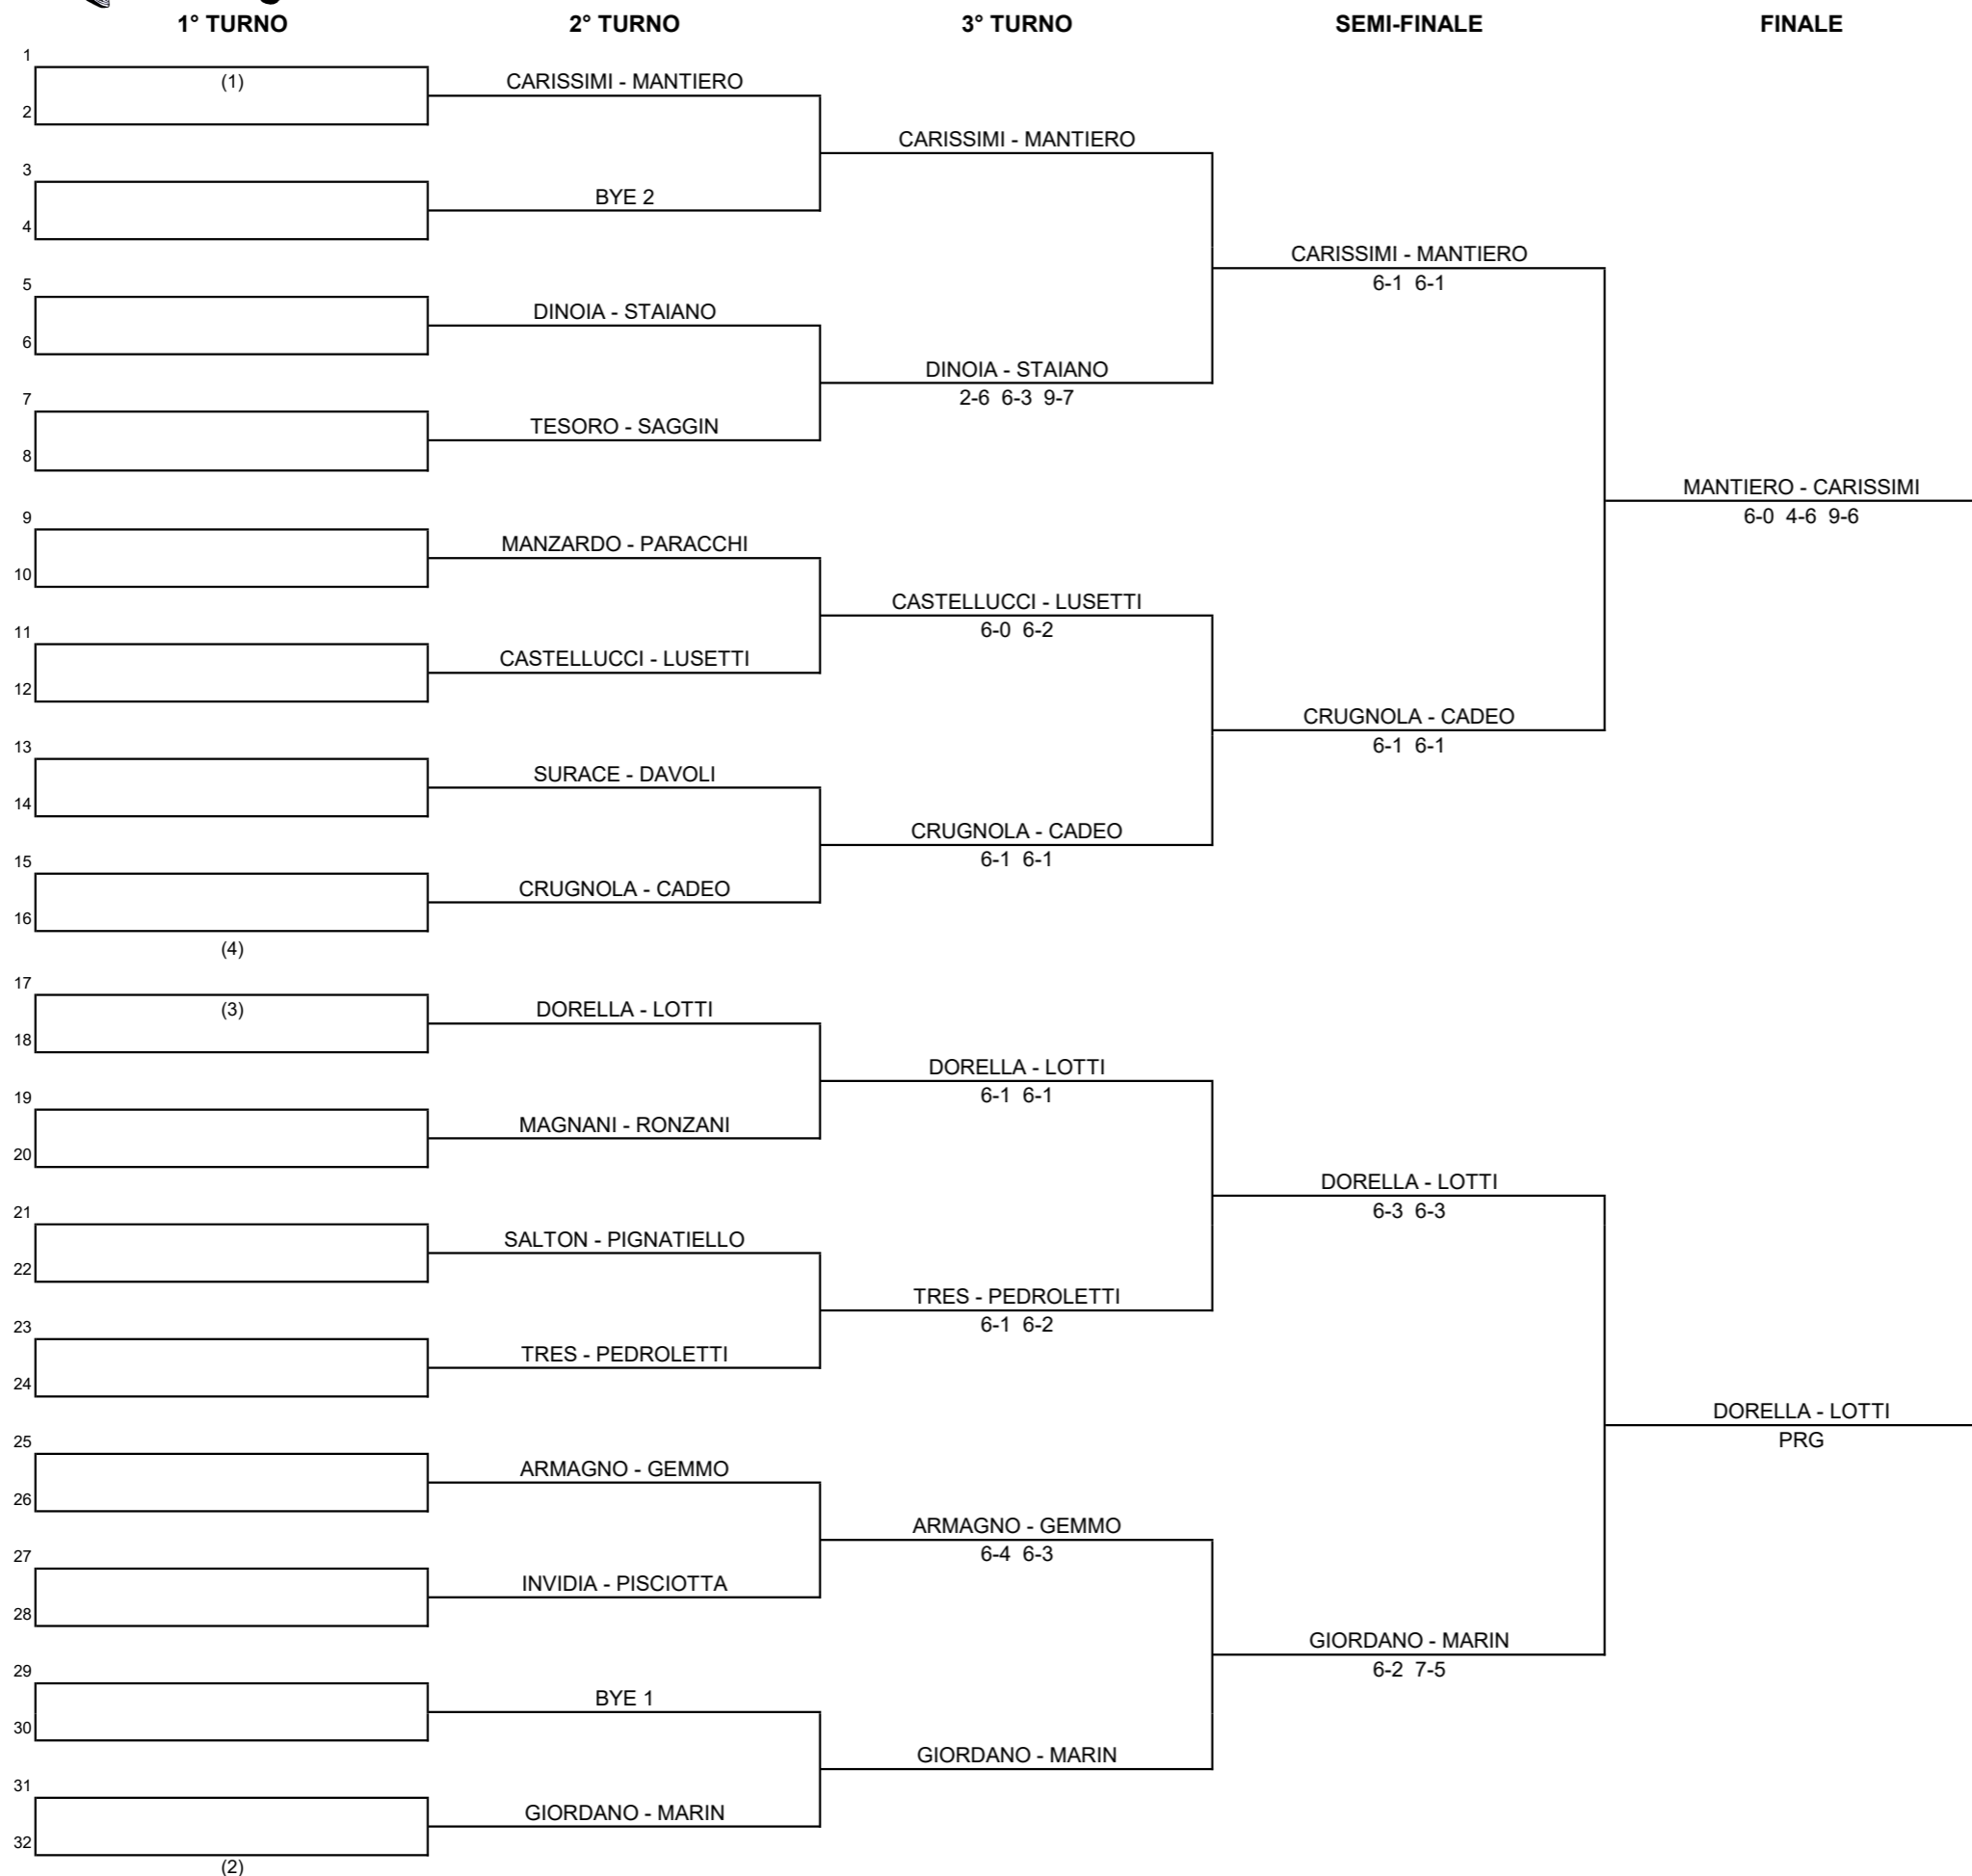 1° TURNO 2° TURNO 3° TURNO SEMI-FINALE FINALE
1
(1) CARISSIMI - MANTIERO
2
CARISSIMI - MANTIERO
3
BYE 2
4
CARISSIMI - MANTIERO
6-1 6-1
5
DINOIA - STAIANO
6
DINOIA - STAIANO
2-6 6-3 9-7
7
TESORO - SAGGIN
8
MANTIERO - CARISSIMI
6-0 4-6 9-6
9
MANZARDO - PARACCHI
10
CASTELLUCCI - LUSETTI
6-0 6-2
11
CASTELLUCCI - LUSETTI
12
CRUGNOLA - CADEO
6-1 6-1
13
SURACE - DAVOLI
14
CRUGNOLA - CADEO
6-1 6-1
15
CRUGNOLA - CADEO
16
(4)
17
(3) DORELLA - LOTTI
18
DORELLA - LOTTI
6-1 6-1
19
MAGNANI - RONZANI
20
DORELLA - LOTTI
6-3 6-3
21
SALTON - PIGNATIELLO
22
TRES - PEDROLETTI
6-1 6-2
23
TRES - PEDROLETTI
24
DORELLA - LOTTI
PRG
25
ARMAGNO - GEMMO
26
ARMAGNO - GEMMO
6-4 6-3
27
INVIDIA - PISCIOTTA
28
GIORDANO - MARIN
6-2 7-5
29
BYE 1
30
GIORDANO - MARIN
31
GIORDANO - MARIN
32
(2)